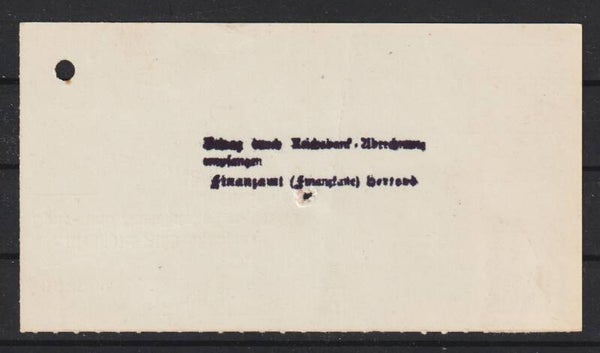 Betrag durch Reichsbank-Abrechnung
empfangen
Finanzamt (Finanzkasse) Herford